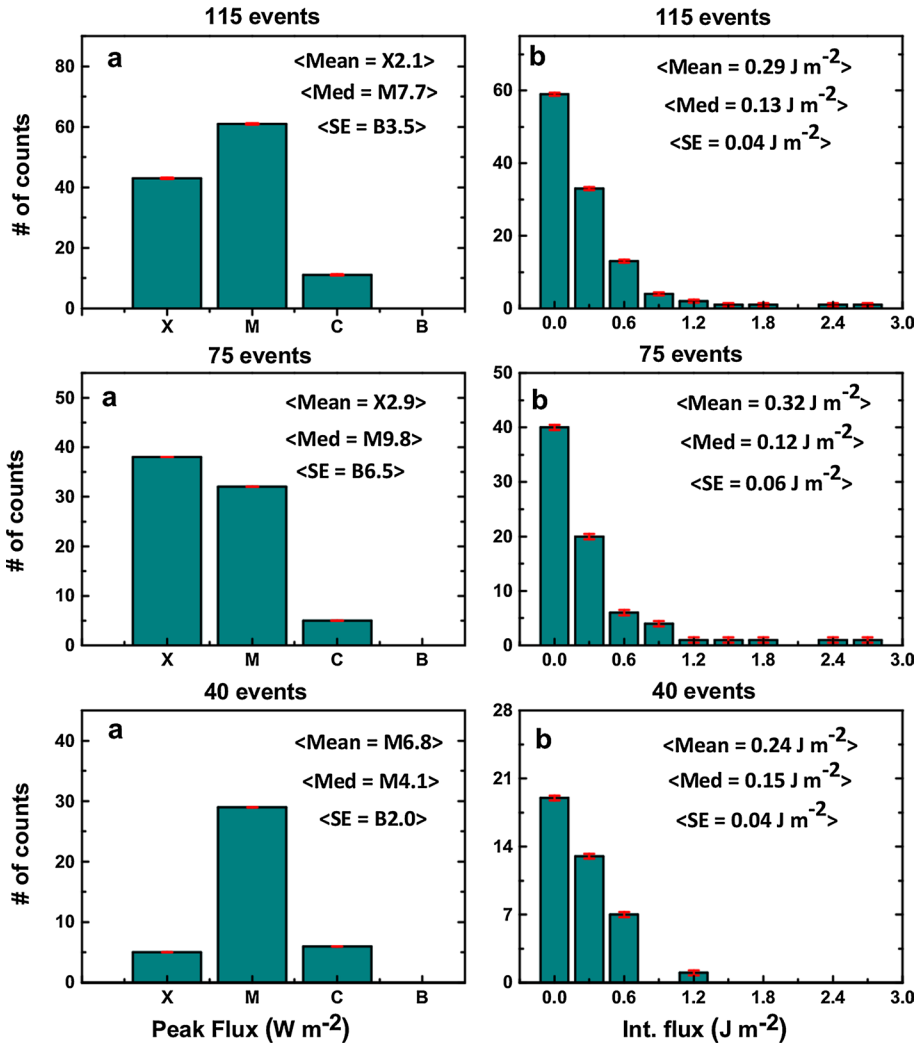 115 events
a
<Mean = X2.1>
<Med = M7.7>
<SE = B3.5>
# of counts
80
60
40
20
0
X M C B
115 events
b
<Mean = 0.29 J m-2>
<Med = 0.13 J m-2>
<SE = 0.04 J m-2>
60
40
20
0
0.0 0.6 1.2 1.8 2.4 3.0
75 events
a
<Mean = X2.9>
<Med = M9.8>
<SE = B6.5>
# of counts
50
40
30
20
10
0
X M C B
75 events
b
<Mean = 0.32 J m-2>
<Med = 0.12 J m-2>
<SE = 0.06 J m-2>
50
40
30
20
10
0
0.0 0.6 1.2 1.8 2.4 3.0
40 events
a
<Mean = M6.8>
<Med = M4.1>
<SE = B2.0>
# of counts
40
30
20
10
0
X M C B
Peak Flux (W m-2)
40 events
b
<Mean = 0.24 J m-2>
<Med = 0.15 J m-2>
<SE = 0.04 J m-2>
28
21
14
7
0
0.0 0.6 1.2 1.8 2.4 3.0
Int. flux (J m-2)